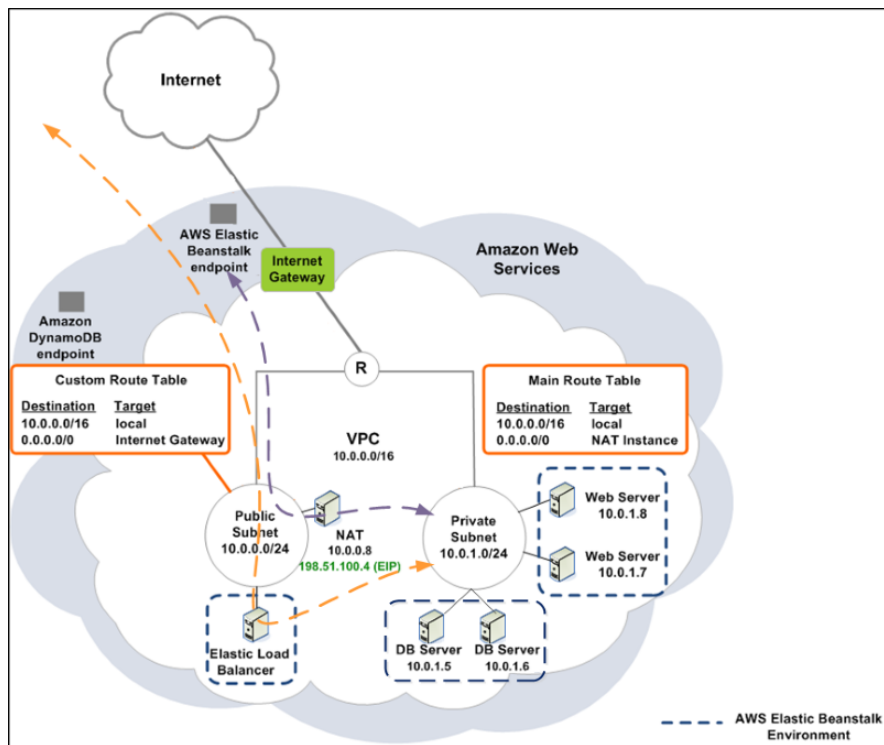 Internet
AWS Elastic
Beanstalk
endpoint
Internet
Gateway
Amazon Web
Services
Amazon
DynamoDB
endpoint
R
Custom Route Table
Destination Target
10.0.0.0/16 local
0.0.0.0/0 Internet Gateway
Main Route Table
Destination Target
10.0.0.0/16 local
0.0.0.0/0 NAT Instance
VPC
10.0.0.0/16
Public
Subnet
10.0.0.0/24
NAT
10.0.0.8
198.51.100.4 (EIP)
Private
Subnet
10.0.1.0/24
Web Server
10.0.1.8
Web Server
10.0.1.7
Elastic Load
Balancer
DB Server
10.0.1.5
DB Server
10.0.1.6
AWS Elastic Beanstalk
Environment